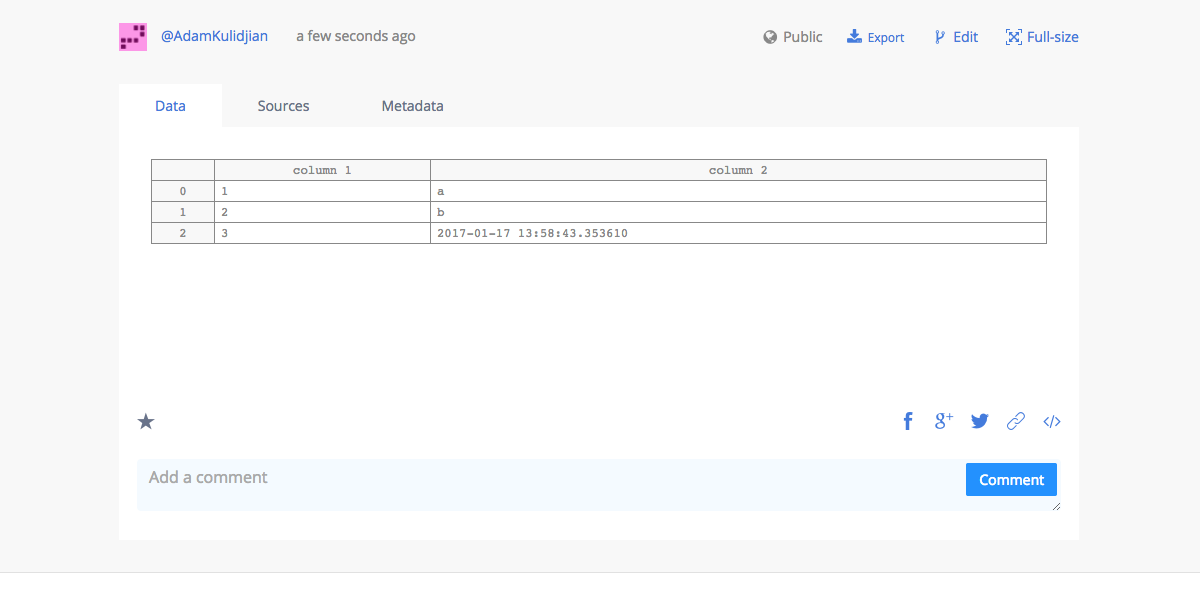 @AdamKulidjian a few seconds ago Public Export Edit Full-size
Data Sources Metadata
column 1 column 2
0 1 a
1 2 b
2 3 2017-01-17 13:58:43.353610
f g+ </>
Add a comment Comment